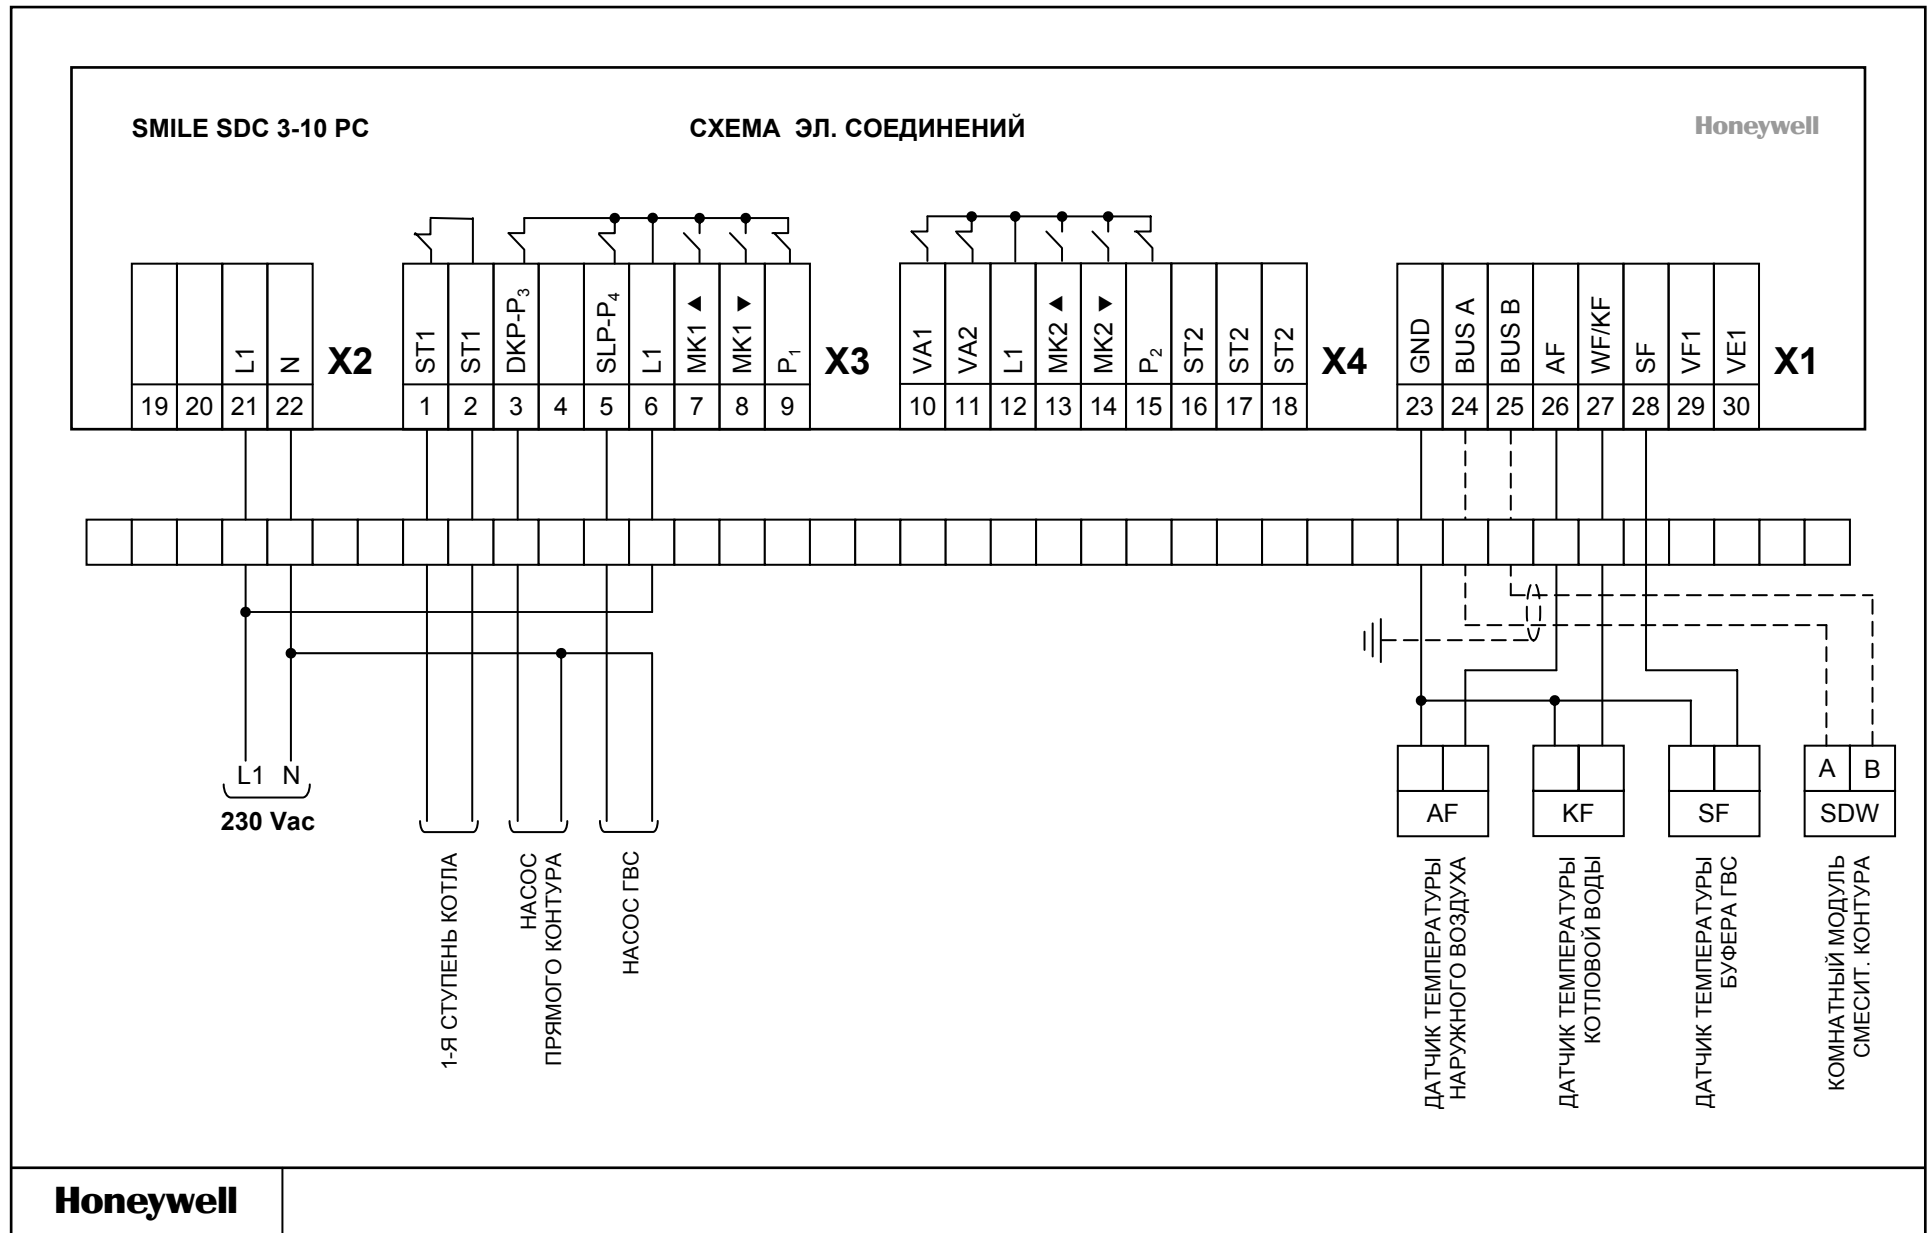 SMILE SDC 3-10 PC
СХЕМА ЭЛ. СОЕДИНЕНИЙ
Honeywell
L1
N
X2
19 20 21 22
ST1
ST1
DKP-P3
SLP-P4
L1
MK1 ▲
MK1 ▼
P1
X3
1 2 3 4 5 6 7 8 9
VA1
VA2
L1
MK2 ▲
MK2 ▼
P2
ST2
ST2
ST2
X4
10 11 12 13 14 15 16 17 18
GND
BUS A
BUS B
AF
WF/KF
SF
VF1
VE1
X1
23 24 25 26 27 28 29 30
L1 N
230 Vac
1-Я СТУПЕНЬ КОТЛА
НАСОС
ПРЯМОГО КОНТУРА
НАСОС ГВС
AF
KF
SF
A B
SDW
ДАТЧИК ТЕМПЕРАТУРЫ
НАРУЖНОГО ВОЗДУХА
ДАТЧИК ТЕМПЕРАТУРЫ
КОТЛОВОЙ ВОДЫ
ДАТЧИК ТЕМПЕРАТУРЫ
БУФЕРА ГВС
КОМНАТНЫЙ МОДУЛЬ
СМЕСИТ. КОНТУРА
Honeywell